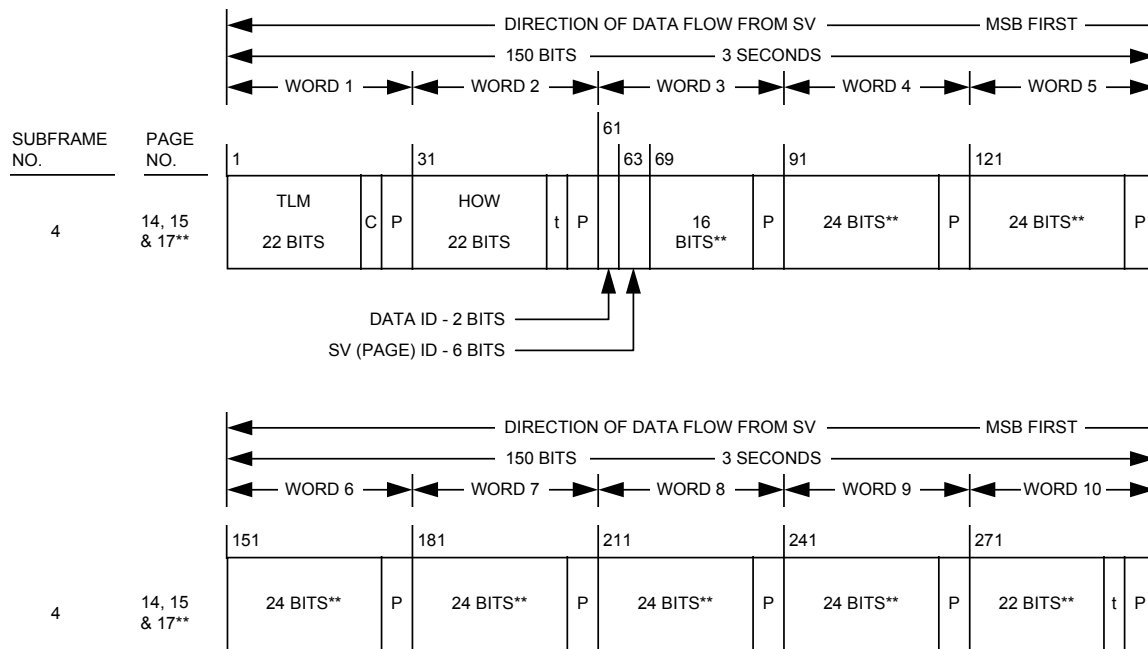 DIRECTION OF DATA FLOW FROM SV MSB FIRST
150 BITS 3 SECONDS
WORD 1 WORD 2 WORD 3 WORD 4 WORD 5
SUBFRAME NO. PAGE NO.
1 31 61 63 69 91 121
4 14, 15 & 17** TLM 22 BITS C P HOW 22 BITS t P 16 BITS** P 24 BITS** P 24 BITS** P
DATA ID - 2 BITS
SV (PAGE) ID - 6 BITS
DIRECTION OF DATA FLOW FROM SV MSB FIRST
150 BITS 3 SECONDS
WORD 6 WORD 7 WORD 8 WORD 9 WORD 10
151 181 211 241 271
4 14, 15 & 17** 24 BITS** P 24 BITS** P 24 BITS** P 24 BITS** P 22 BITS** t P